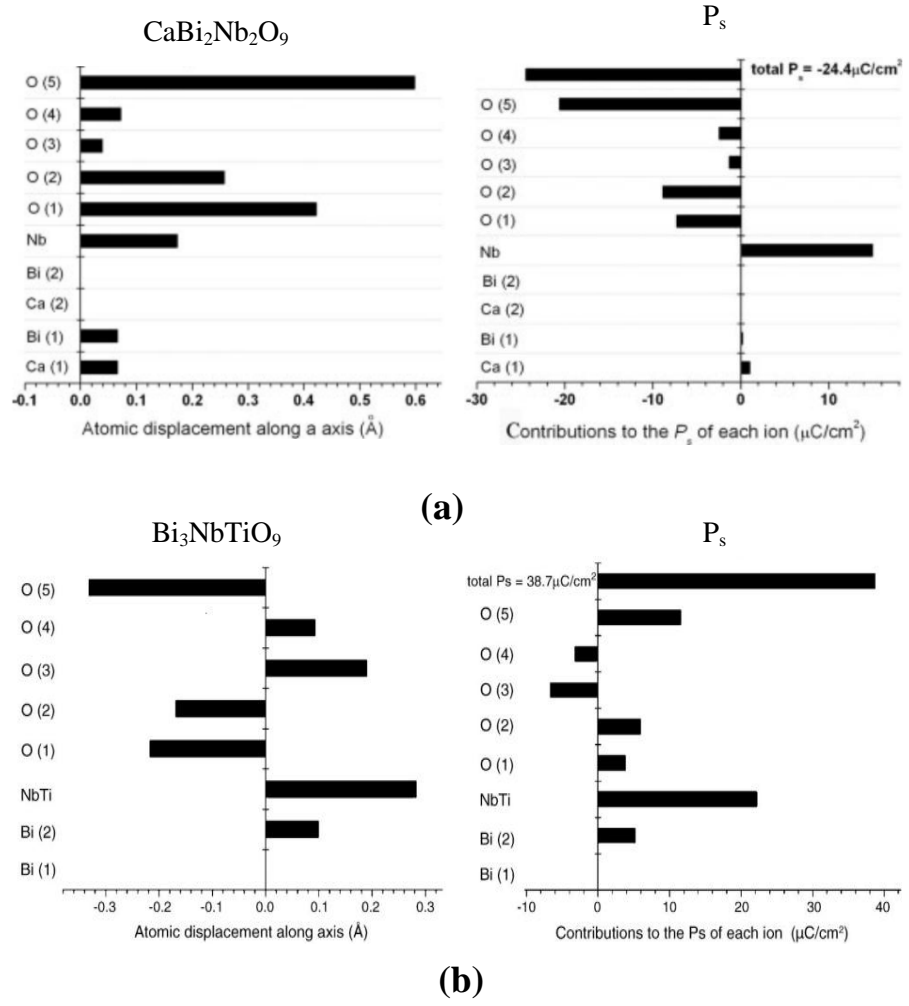 CaBi₂Nb₂O₉
O (5)
O (4)
O (3)
O (2)
O (1)
Nb
Bi (2)
Ca (2)
Bi (1)
Ca (1)
-0.1 0.0 0.1 0.2 0.3 0.4 0.5 0.6
Atomic displacement along a axis (Å)
Pₛ
total Pₛ= -24.4μC/cm²
O (5)
O (4)
O (3)
O (2)
O (1)
Nb
Bi (2)
Ca (2)
Bi (1)
Ca (1)
-30 -20 -10 0 10
Contributions to the Pₛ of each ion (μC/cm²)
(a)
Bi₃NbTiO₉
O (5)
O (4)
O (3)
O (2)
O (1)
NbTi
Bi (2)
Bi (1)
-0.3 -0.2 -0.1 0.0 0.1 0.2 0.3
Atomic displacement along axis (Å)
Pₛ
total Ps = 38.7μC/cm²
O (5)
O (4)
O (3)
O (2)
O (1)
NbTi
Bi (2)
Bi (1)
-10 0 10 20 30 40
Contributions to the Ps of each ion (μC/cm²)
(b)